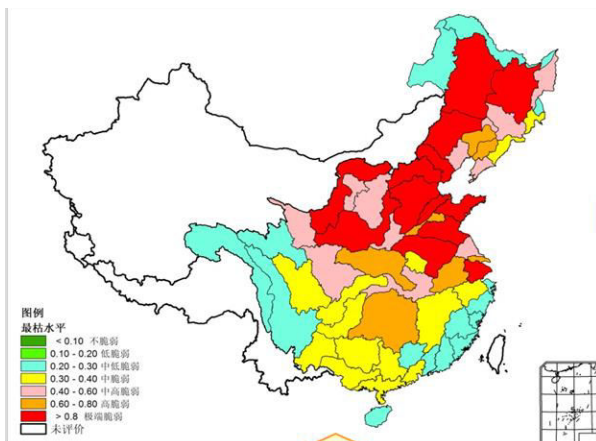 图例
最枯水平
< 0.10 不脆弱
0.10 - 0.20 低脆弱
0.20 - 0.30 中低脆弱
0.30 - 0.40 中脆弱
0.40 - 0.60 中高脆弱
0.60 - 0.80 高脆弱
> 0.8 极端脆弱
未评价